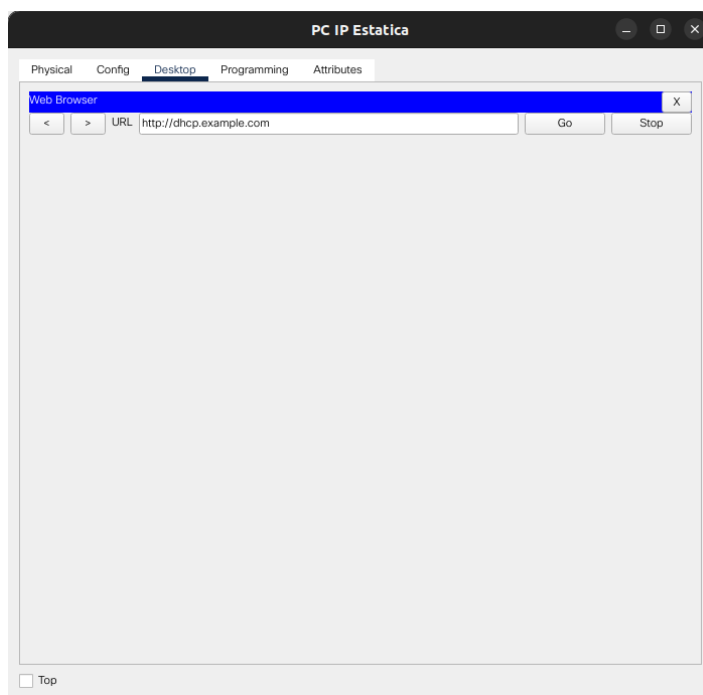 PC IP Estatica
Physical Config Desktop Programming Attributes
Web Browser X
< > URL http://dhcp.example.com Go Stop
Top